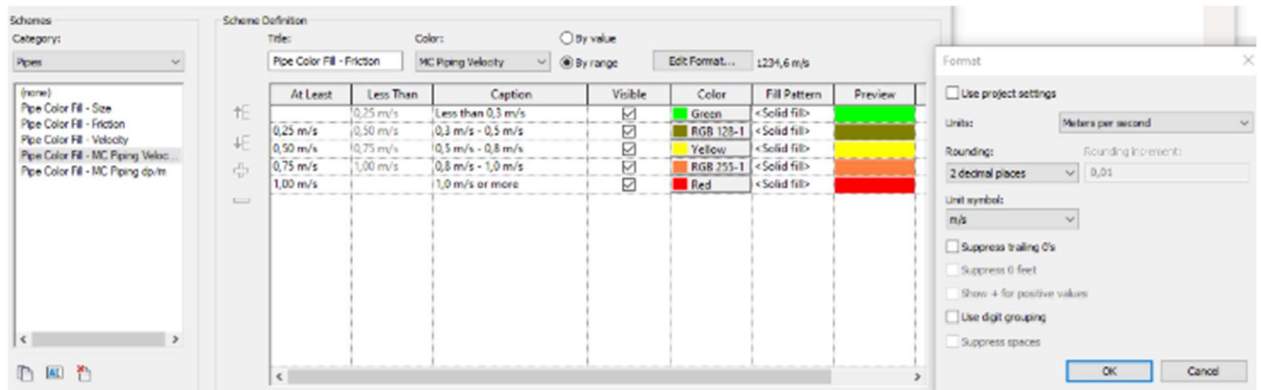 Schemes
Category:
Pipes
(none)
Pipe Color Fill - Size
Pipe Color Fill - Friction
Pipe Color Fill - Velocity
Pipe Color Fill - MC Piping Veloc...
Pipe Color Fill - MC Piping dp/m
Scheme Definition
Title: Color: By value
Pipe Color Fill - Friction MC Piping Velocity By range Edit Format... 1234,6 m/s
At Least Less Than Caption Visible Color Fill Pattern Preview
0,25 m/s Less than 0,3 m/s Green <Solid fill>
0,25 m/s 0,50 m/s 0,3 m/s - 0,5 m/s RGB 128-1 <Solid fill>
0,50 m/s 0,75 m/s 0,5 m/s - 0,8 m/s Yellow <Solid fill>
0,75 m/s 1,00 m/s 0,8 m/s - 1,0 m/s RGB 255-1 <Solid fill>
1,00 m/s 1,0 m/s or more Red <Solid fill>
Format
Use project settings
Units: Meters per second
Rounding: Rounding increment:
2 decimal places 0,01
Unit symbol:
m/s
Suppress trailing 0's
Suppress 0 feet
Show + for positive values
Use digit grouping
Suppress spaces
OK Cancel